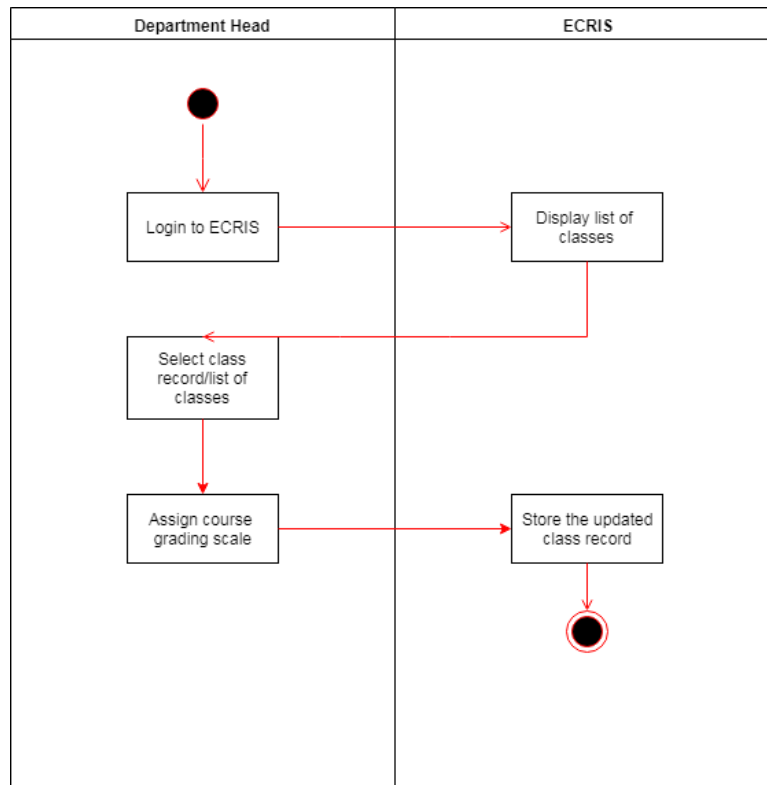 Department Head
ECRIS
Login to ECRIS
Display list of
classes
Select class
record/list of
classes
Assign course
grading scale
Store the updated
class record